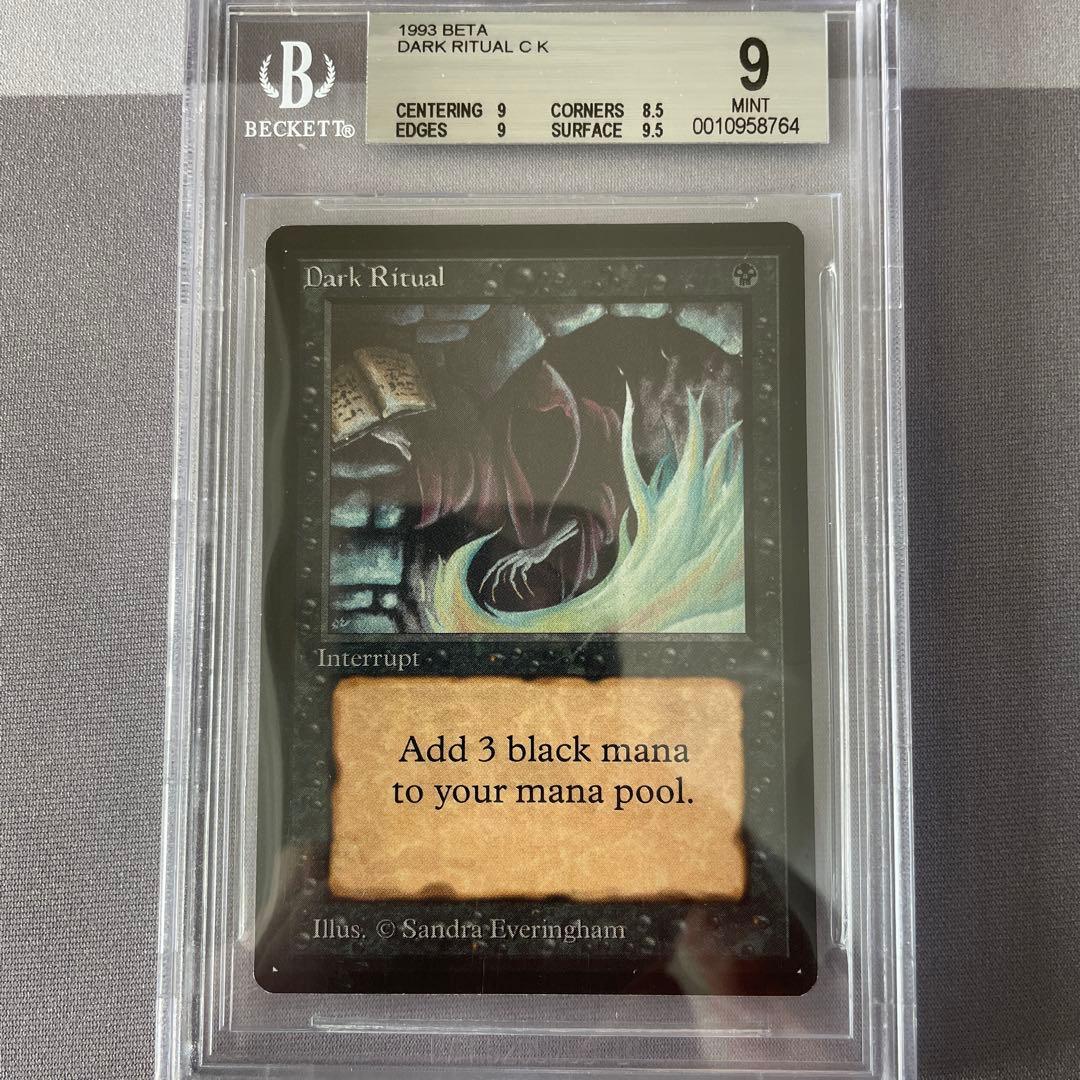 1993 BETA
DARK RITUAL C K
CENTERING 9 CORNERS 8.5
EDGES 9 SURFACE 9.5
9
MINT
0010958764
B
BECKETT®
Dark Ritual
Interrupt
Add 3 black mana
to your mana pool.
Illus. © Sandra Everingham